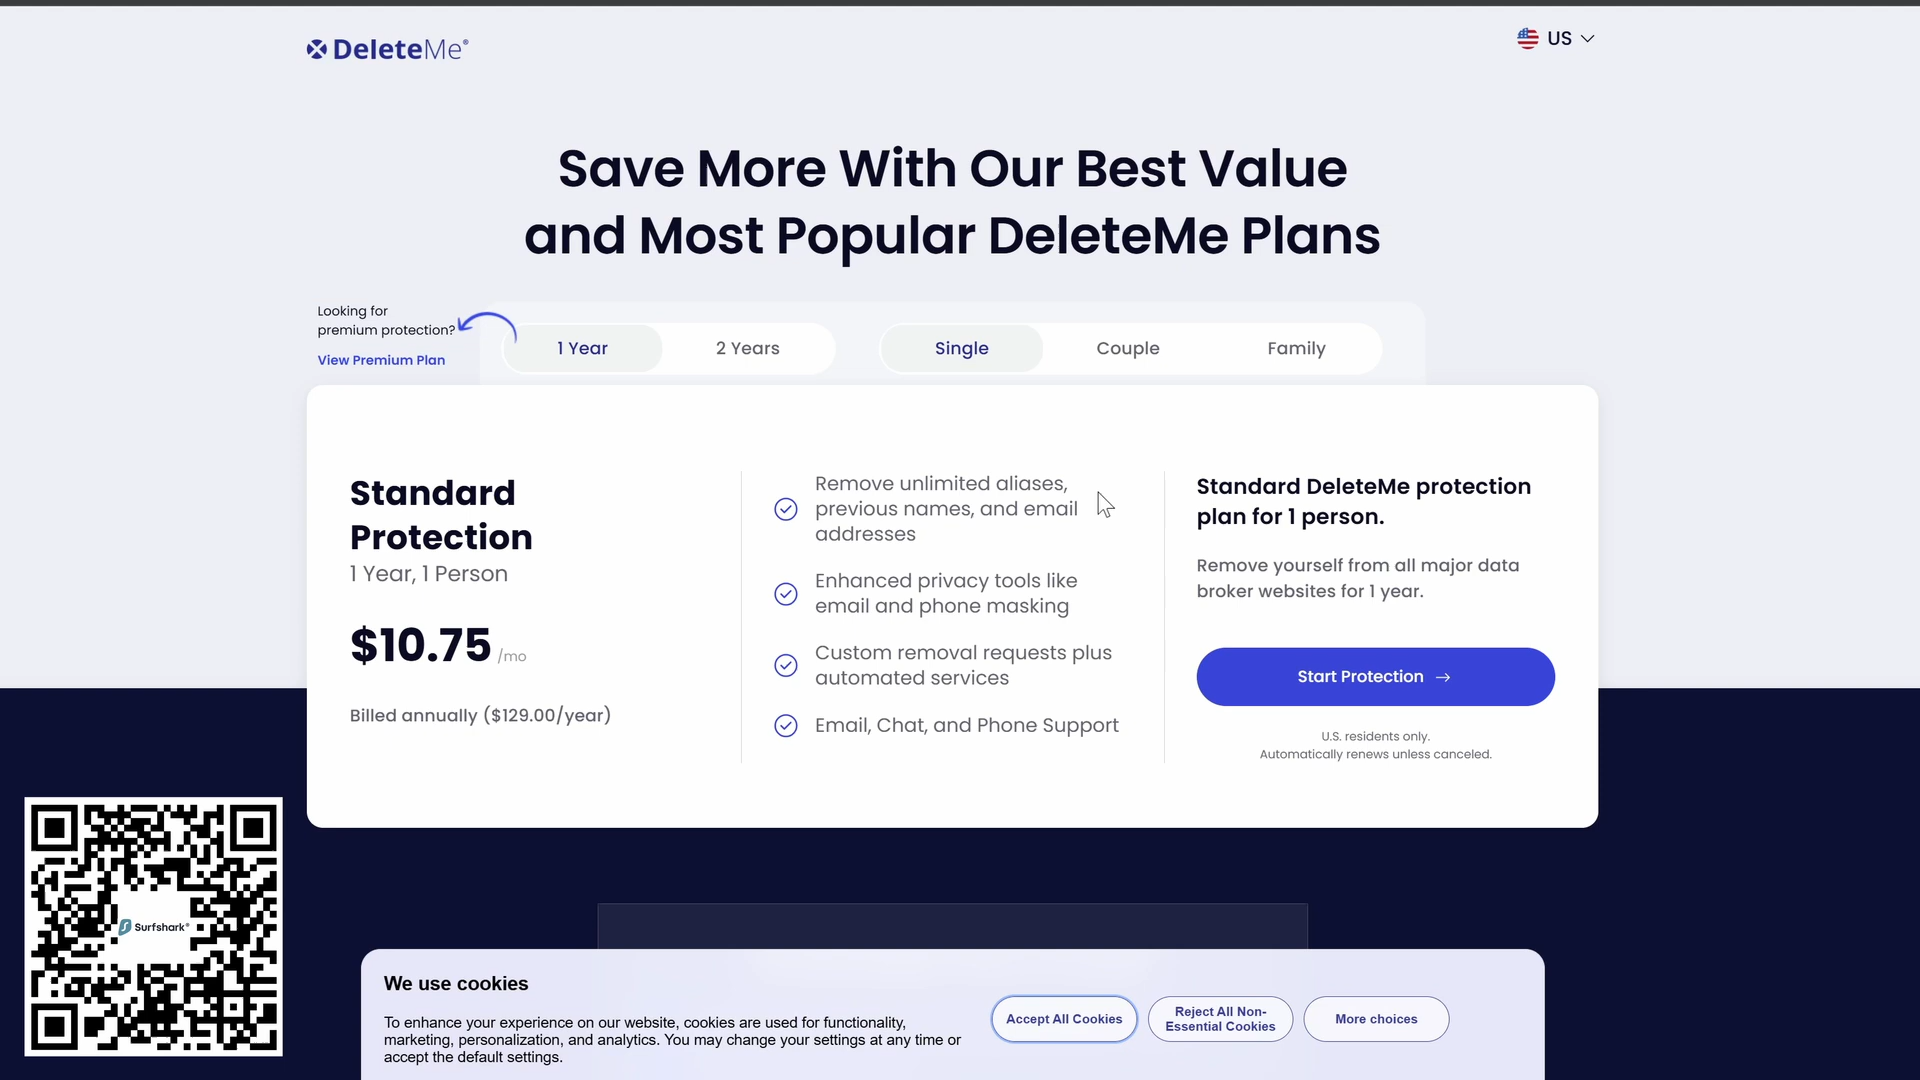 DeleteMe®
US
Save More With Our Best Value
and Most Popular DeleteMe Plans
Looking for
premium protection?
View Premium Plan
1 Year
2 Years
Single
Couple
Family
Standard
Protection
1 Year, 1 Person
$10.75 /mo
Billed annually ($129.00/year)
Remove unlimited aliases,
previous names, and email
addresses
Enhanced privacy tools like
email and phone masking
Custom removal requests plus
automated services
Email, Chat, and Phone Support
Standard DeleteMe protection
plan for 1 person.
Remove yourself from all major data
broker websites for 1 year.
Start Protection →
U.S. residents only.
Automatically renews unless canceled.
Surfshark®
We use cookies
To enhance your experience on our website, cookies are used for functionality,
marketing, personalization, and analytics. You may change your settings at any time or
accept the default settings.
Accept All Cookies
Reject All Non-
Essential Cookies
More choices